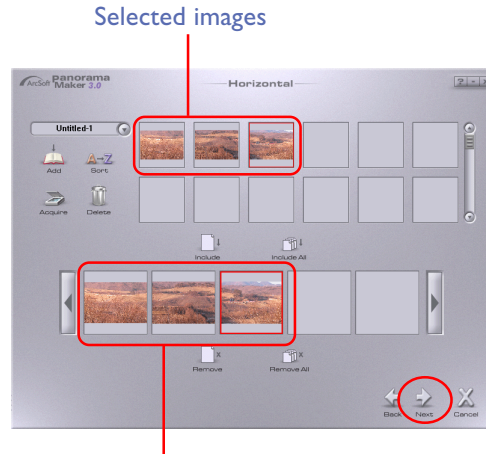 Selected images
ArcSoft Panorama Maker 3.0
Horizontal
? - x
Untitled-1
Add
A→Z
Sort
Acquire
Delete
Include
Include All
Remove
Remove All
Back
Next
Cancel